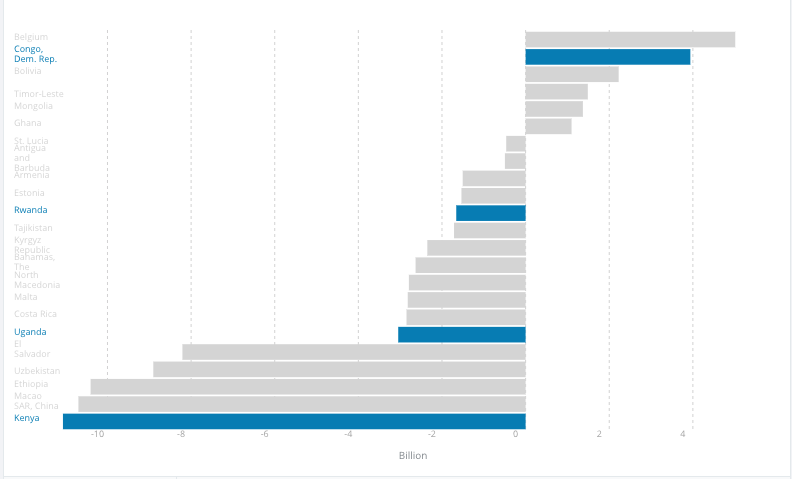 Belgium
Congo,
Dem. Rep.
Bolivia
Timor-Leste
Mongolia
Ghana
St. Lucia
Antigua
and
Barbuda
Armenia
Estonia
Rwanda
Tajikistan
Kyrgyz
Republic
Bahamas,
The
North
Macedonia
Malta
Costa Rica
Uganda
El
Salvador
Uzbekistan
Ethiopia
Macao
SAR, China
Kenya
-10 -8 -6 -4 -2 0 2 4
Billion